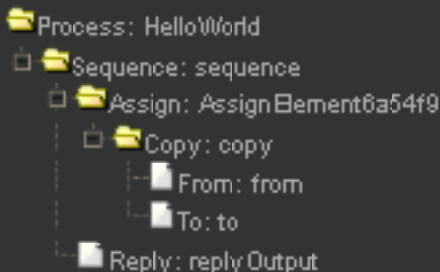 Process: HelloWorld
Sequence: sequence
Assign: AssignElement6a54f9
Copy: copy
From: from
To: to
Reply: replyOutput